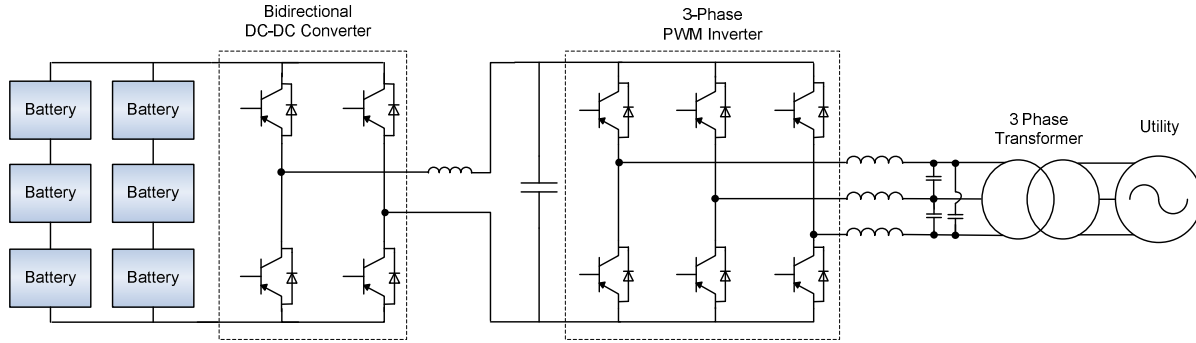 Bidirectional
DC-DC Converter
3-Phase
PWM Inverter
Battery
Battery
3 Phase
Transformer
Utility
Battery
Battery
Battery
Battery